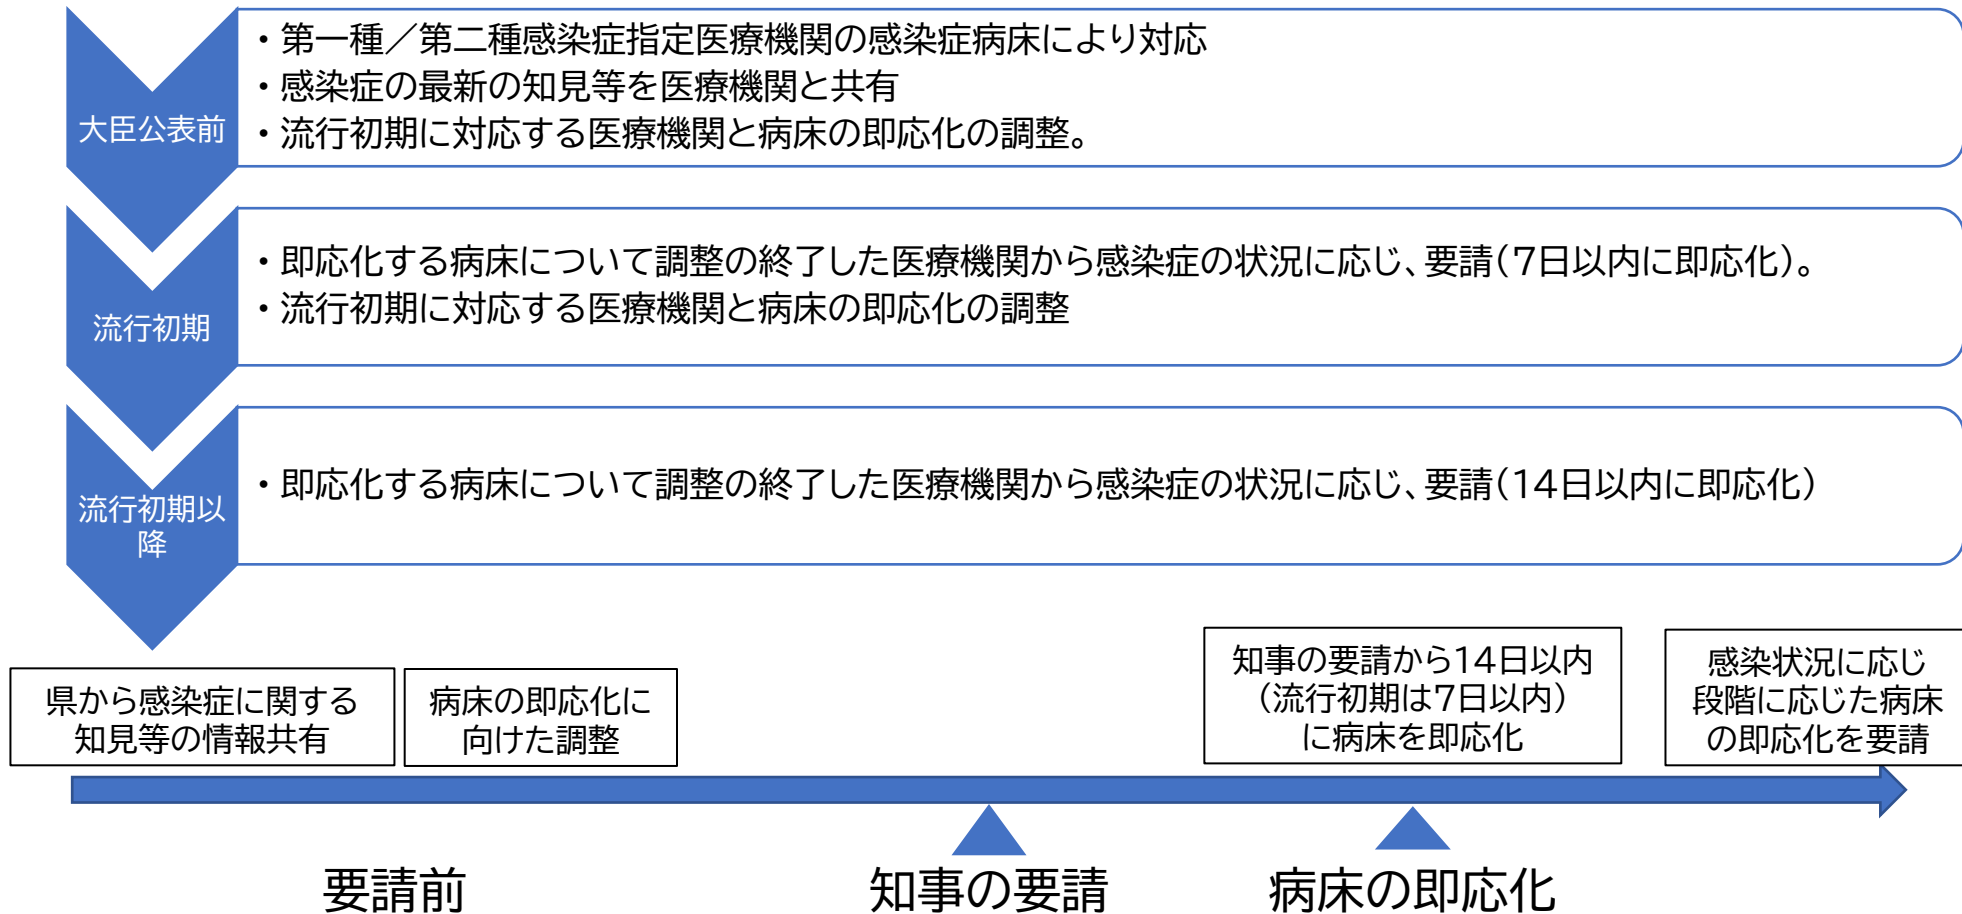 大臣公表前
・第一種／第二種感染症指定医療機関の感染症病床により対応
・感染症の最新の知見等を医療機関と共有
・流行初期に対応する医療機関と病床の即応化の調整。
流行初期
・即応化する病床について調整の終了した医療機関から感染症の状況に応じ、要請（7日以内に即応化）。
・流行初期に対応する医療機関と病床の即応化の調整
流行初期以
降
・即応化する病床について調整の終了した医療機関から感染症の状況に応じ、要請（14日以内に即応化）
県から感染症に関する
知見等の情報共有
病床の即応化に
向けた調整
知事の要請から14日以内
（流行初期は7日以内）
に病床を即応化
感染状況に応じ
段階に応じた病床
の即応化を要請
要請前
知事の要請
病床の即応化